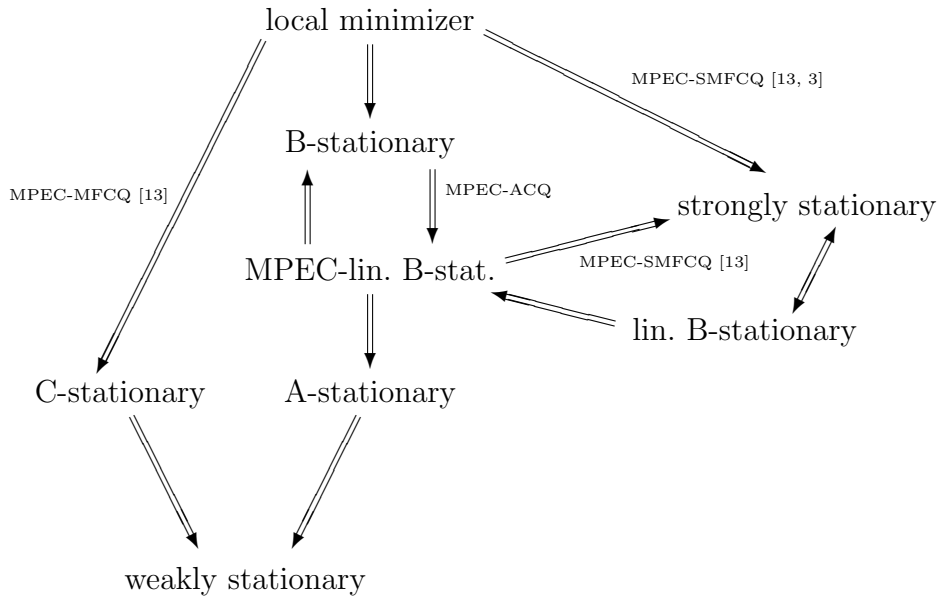 local minimizer
MPEC-SMFCQ [13, 3]
B-stationary
MPEC-MFCQ [13]
MPEC-ACQ
strongly stationary
MPEC-lin. B-stat.
MPEC-SMFCQ [13]
lin. B-stationary
C-stationary
A-stationary
weakly stationary